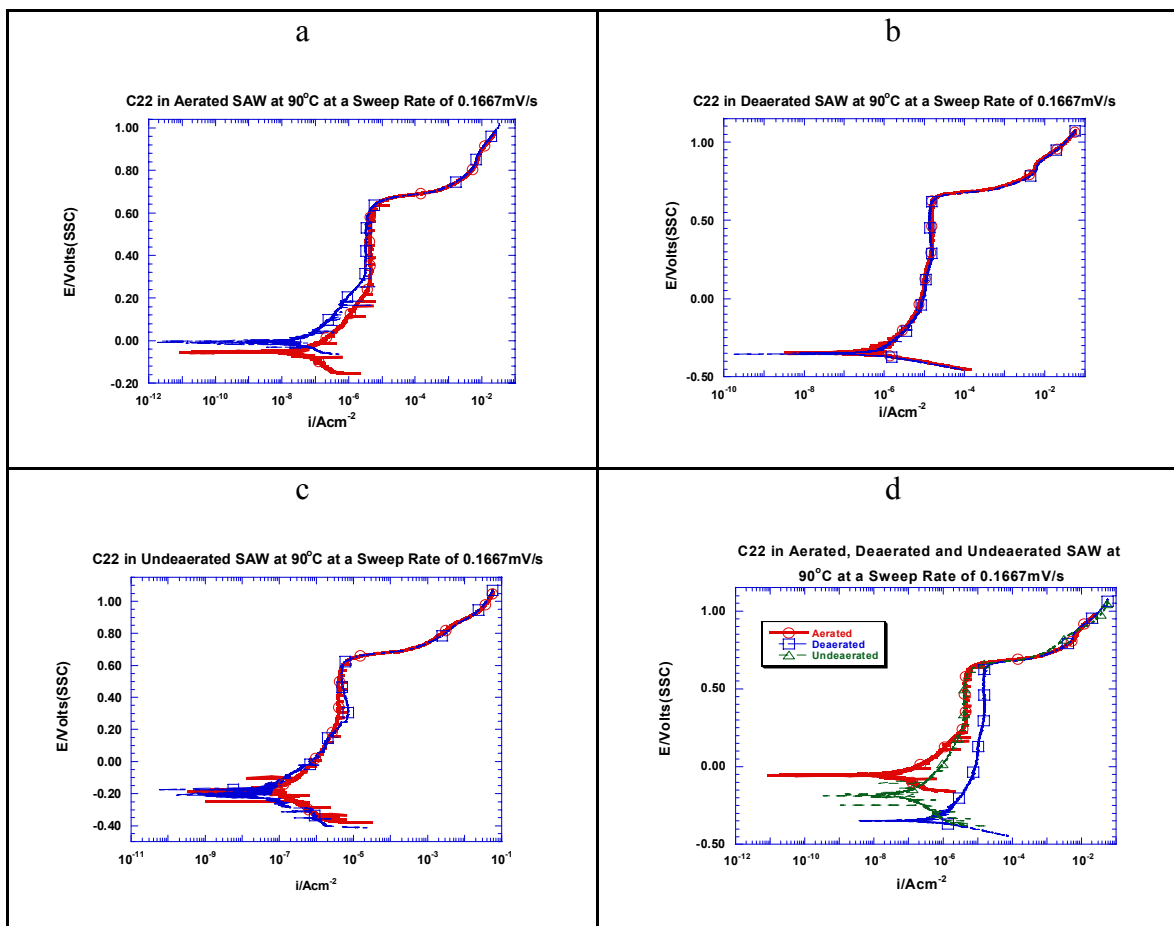 a
C22 in Aerated SAW at 90°C at a Sweep Rate of 0.1667mV/s
1.00
0.80
0.60
0.40
0.20
0.00
-0.20
E/Volts(SSC)
10-12 10-10 10-8 10-6 10-4 10-2
i/Acm-2
b
C22 in Deaerated SAW at 90°C at a Sweep Rate of 0.1667mV/s
1.00
0.50
0.00
-0.50
E/Volts(SSC)
10-10 10-8 10-6 10-4 10-2
i/Acm-2
c
C22 in Undeaerated SAW at 90°C at a Sweep Rate of 0.1667mV/s
1.00
0.80
0.60
0.40
0.20
0.00
-0.20
-0.40
E/Volts(SSC)
10-11 10-9 10-7 10-5 10-3 10-1
i/Acm-2
d
C22 in Aerated, Deaerated and Undeaerated SAW at
90°C at a Sweep Rate of 0.1667mV/s
Aerated
Deaerated
Undeaerated
1.00
0.50
0.00
-0.50
E/Volts(SSC)
10-12 10-10 10-8 10-6 10-4 10-2
i/Acm-2